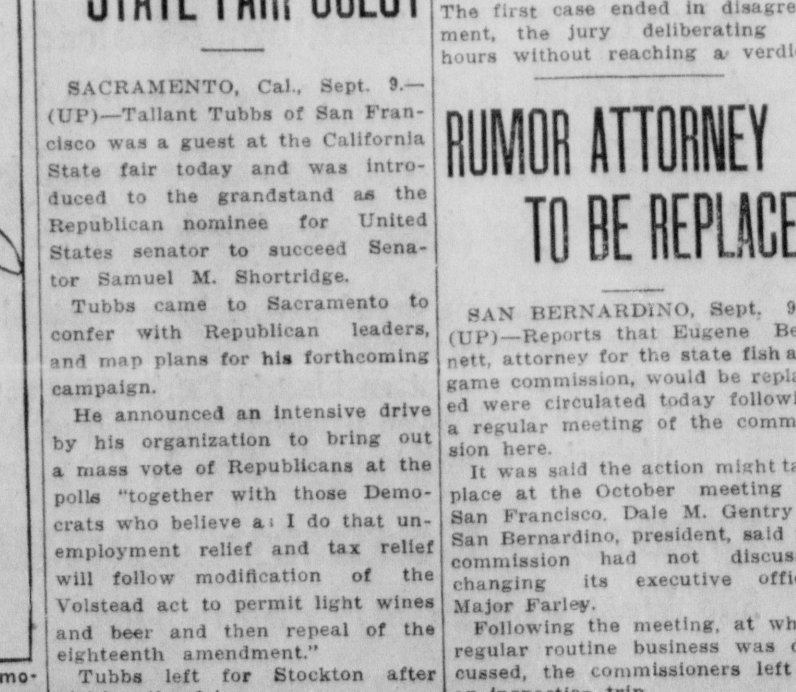 STATE FAIR GUEST
SACRAMENTO, Cal., Sept. 9.—
(UP)—Tallant Tubbs of San Fran-
cisco was a guest at the California
State fair today and was intro-
duced to the grandstand as the
Republican nominee for United
States senator to succeed Sena-
tor Samuel M. Shortridge.
Tubbs came to Sacramento to
confer with Republican leaders,
and map plans for his forthcoming
campaign.
He announced an intensive drive
by his organization to bring out
a mass vote of Republicans at the
polls "together with those Demo-
crats who believe as I do that un-
employment relief and tax relief
will follow modification of the
Volstead act to permit light wines
and beer and then repeal of the
eighteenth amendment."
Tubbs left for Stockton after
mo-
The first case ended in disagre
ment, the jury deliberating
hours without reaching a verdi
RUMOR ATTORNEY
TO BE REPLACE
SAN BERNARDINO, Sept. 9
(UP)—Reports that Eugene Be
nett, attorney for the state fish a
game commission, would be repla
ed were circulated today followi
a regular meeting of the comm
sion here.
It was said the action might ta
place at the October meeting
San Francisco. Dale M. Gentry
San Bernardino, president, said
commission had not discus
changing its executive offi
Major Farley.
Following the meeting, at wh
regular routine business was
cussed, the commissioners left
an inspection trip